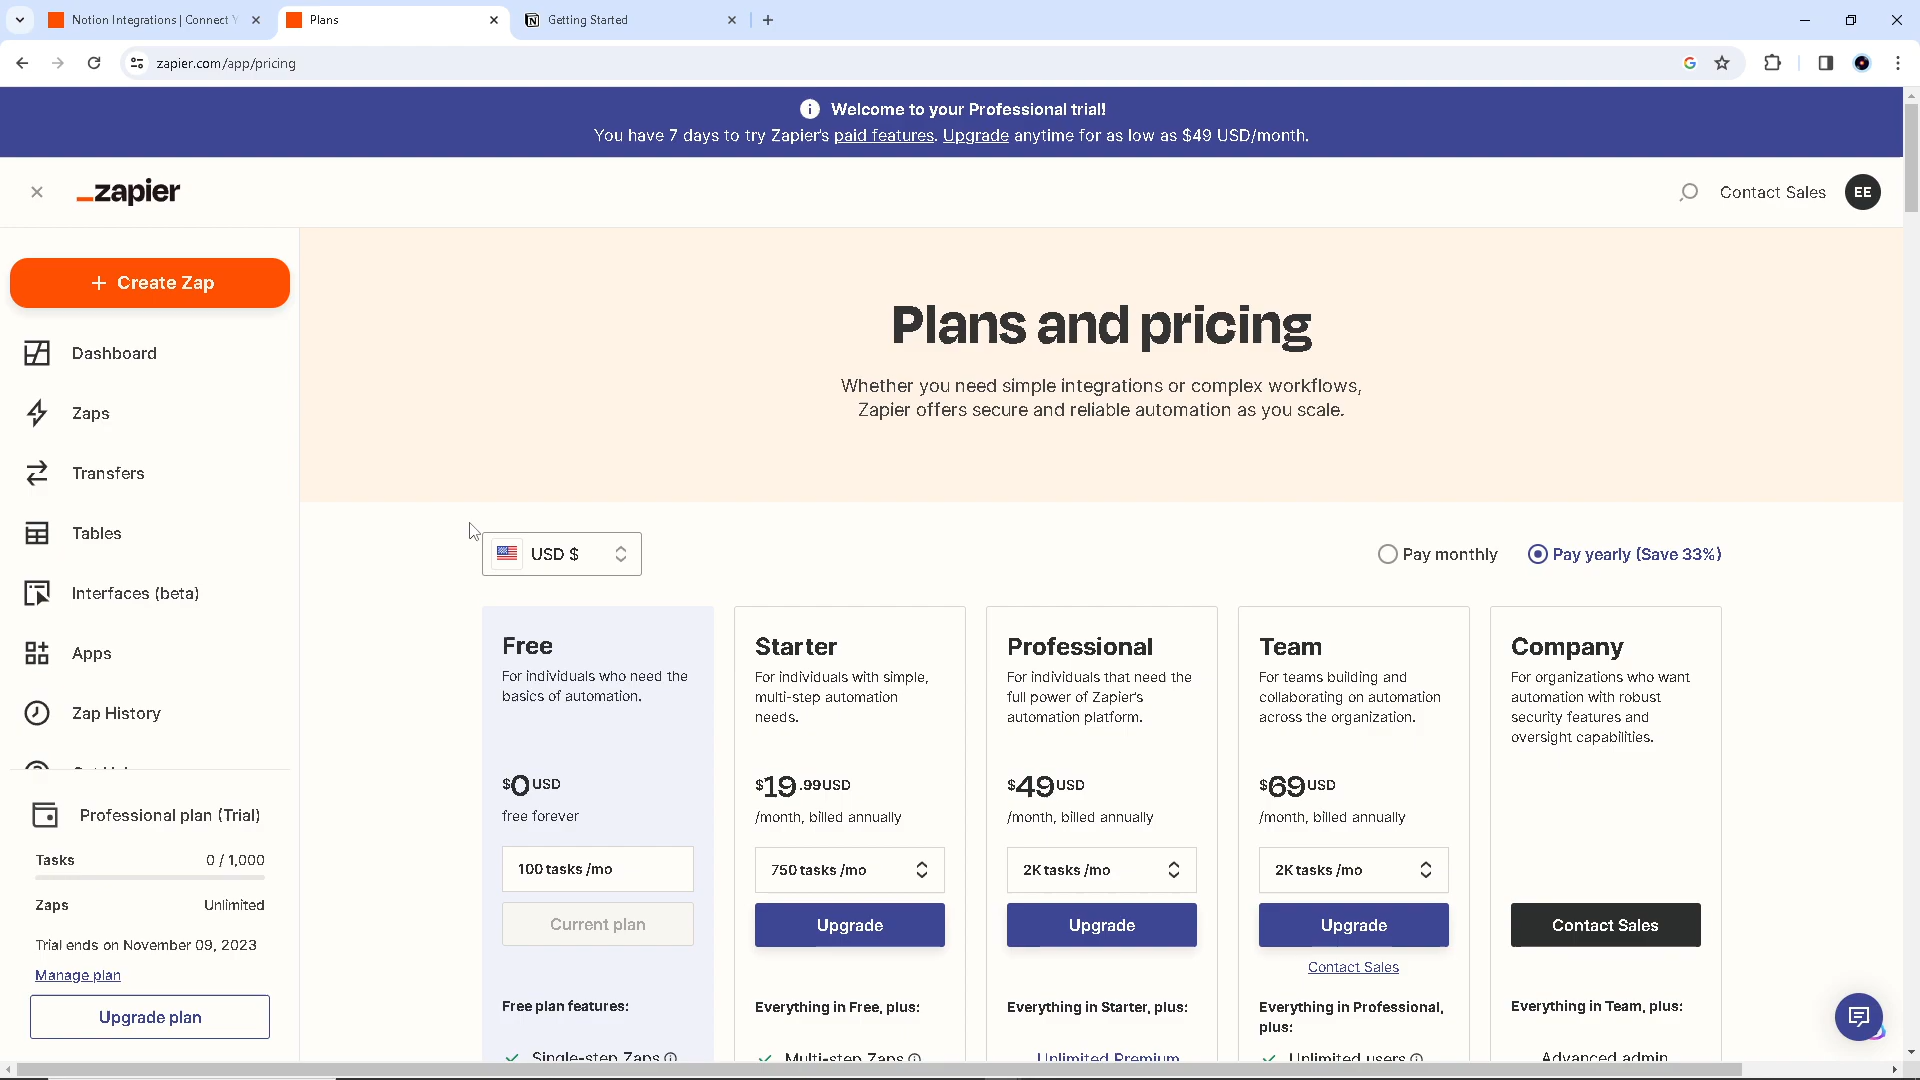 Notion Integrations | Connect Y
Plans
Getting Started
zapier.com/app/pricing
Welcome to your Professional trial!
You have 7 days to try Zapier's paid features. Upgrade anytime for as low as $49 USD/month.
zapier
Contact Sales
EE
Create Zap
Dashboard
Zaps
Transfers
Tables
Interfaces (beta)
Apps
Zap History
Professional plan (Trial)
Tasks 0 / 1,000
Zaps Unlimited
Trial ends on November 09, 2023
Manage plan
Upgrade plan
Plans and pricing
Whether you need simple integrations or complex workflows,
Zapier offers secure and reliable automation as you scale.
USD $
Pay monthly
Pay yearly (Save 33%)
Free
For individuals who need the
basics of automation.
$0 USD
free forever
100 tasks /mo
Current plan
Free plan features:
Single-step Zaps
Starter
For individuals with simple,
multi-step automation
needs.
$19.99USD
/month, billed annually
750 tasks /mo
Upgrade
Everything in Free, plus:
Multi-step Zaps
Professional
For individuals that need the
full power of Zapier's
automation platform.
$49USD
/month, billed annually
2K tasks /mo
Upgrade
Everything in Starter, plus:
Unlimited Premium
Team
For teams building and
collaborating on automation
across the organization.
$69USD
/month, billed annually
2K tasks /mo
Upgrade
Contact Sales
Everything in Professional,
plus:
Unlimited users
Company
For organizations who want
automation with robust
security features and
oversight capabilities.
Contact Sales
Everything in Team, plus:
Advanced admin